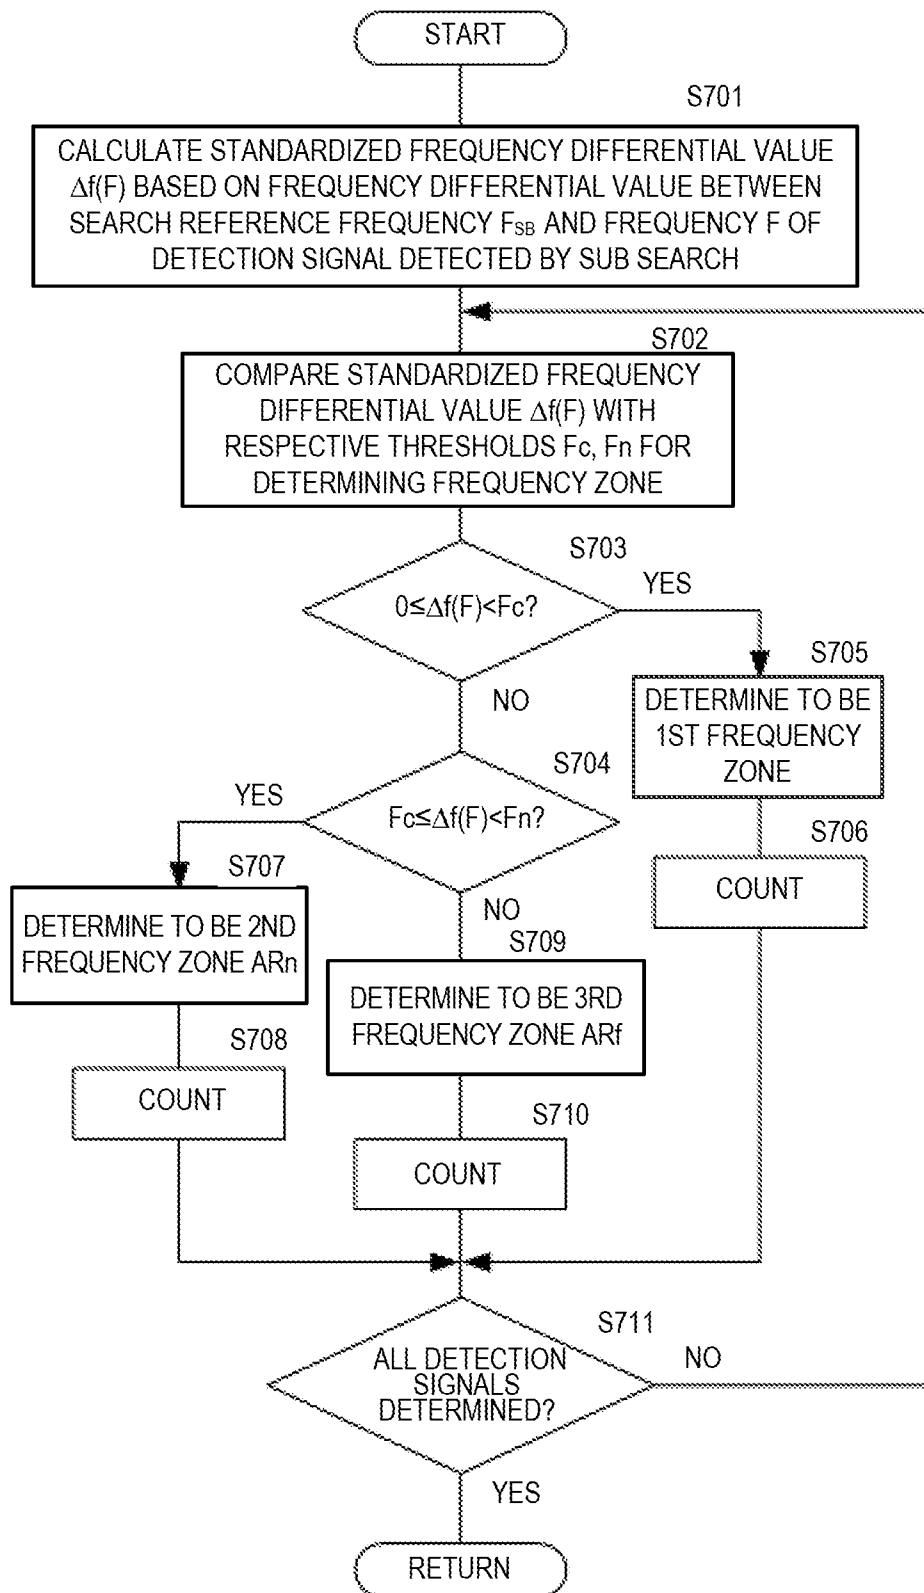 START
S701
CALCULATE STANDARDIZED FREQUENCY DIFFERENTIAL VALUE
Δf(F) BASED ON FREQUENCY DIFFERENTIAL VALUE BETWEEN
SEARCH REFERENCE FREQUENCY FSB AND FREQUENCY F OF
DETECTION SIGNAL DETECTED BY SUB SEARCH
S702
COMPARE STANDARDIZED FREQUENCY
DIFFERENTIAL VALUE Δf(F) WITH
RESPECTIVE THRESHOLDS Fc, Fn FOR
DETERMINING FREQUENCY ZONE
S703
0≤Δf(F)<Fc?
YES
NO
S705
DETERMINE TO BE
1ST FREQUENCY
ZONE
S704
Fc≤Δf(F)<Fn?
YES
NO
S706
COUNT
S707
DETERMINE TO BE 2ND
FREQUENCY ZONE ARn
S709
DETERMINE TO BE 3RD
FREQUENCY ZONE ARf
S708
COUNT
S710
COUNT
S711
ALL DETECTION
SIGNALS
DETERMINED?
NO
YES
RETURN